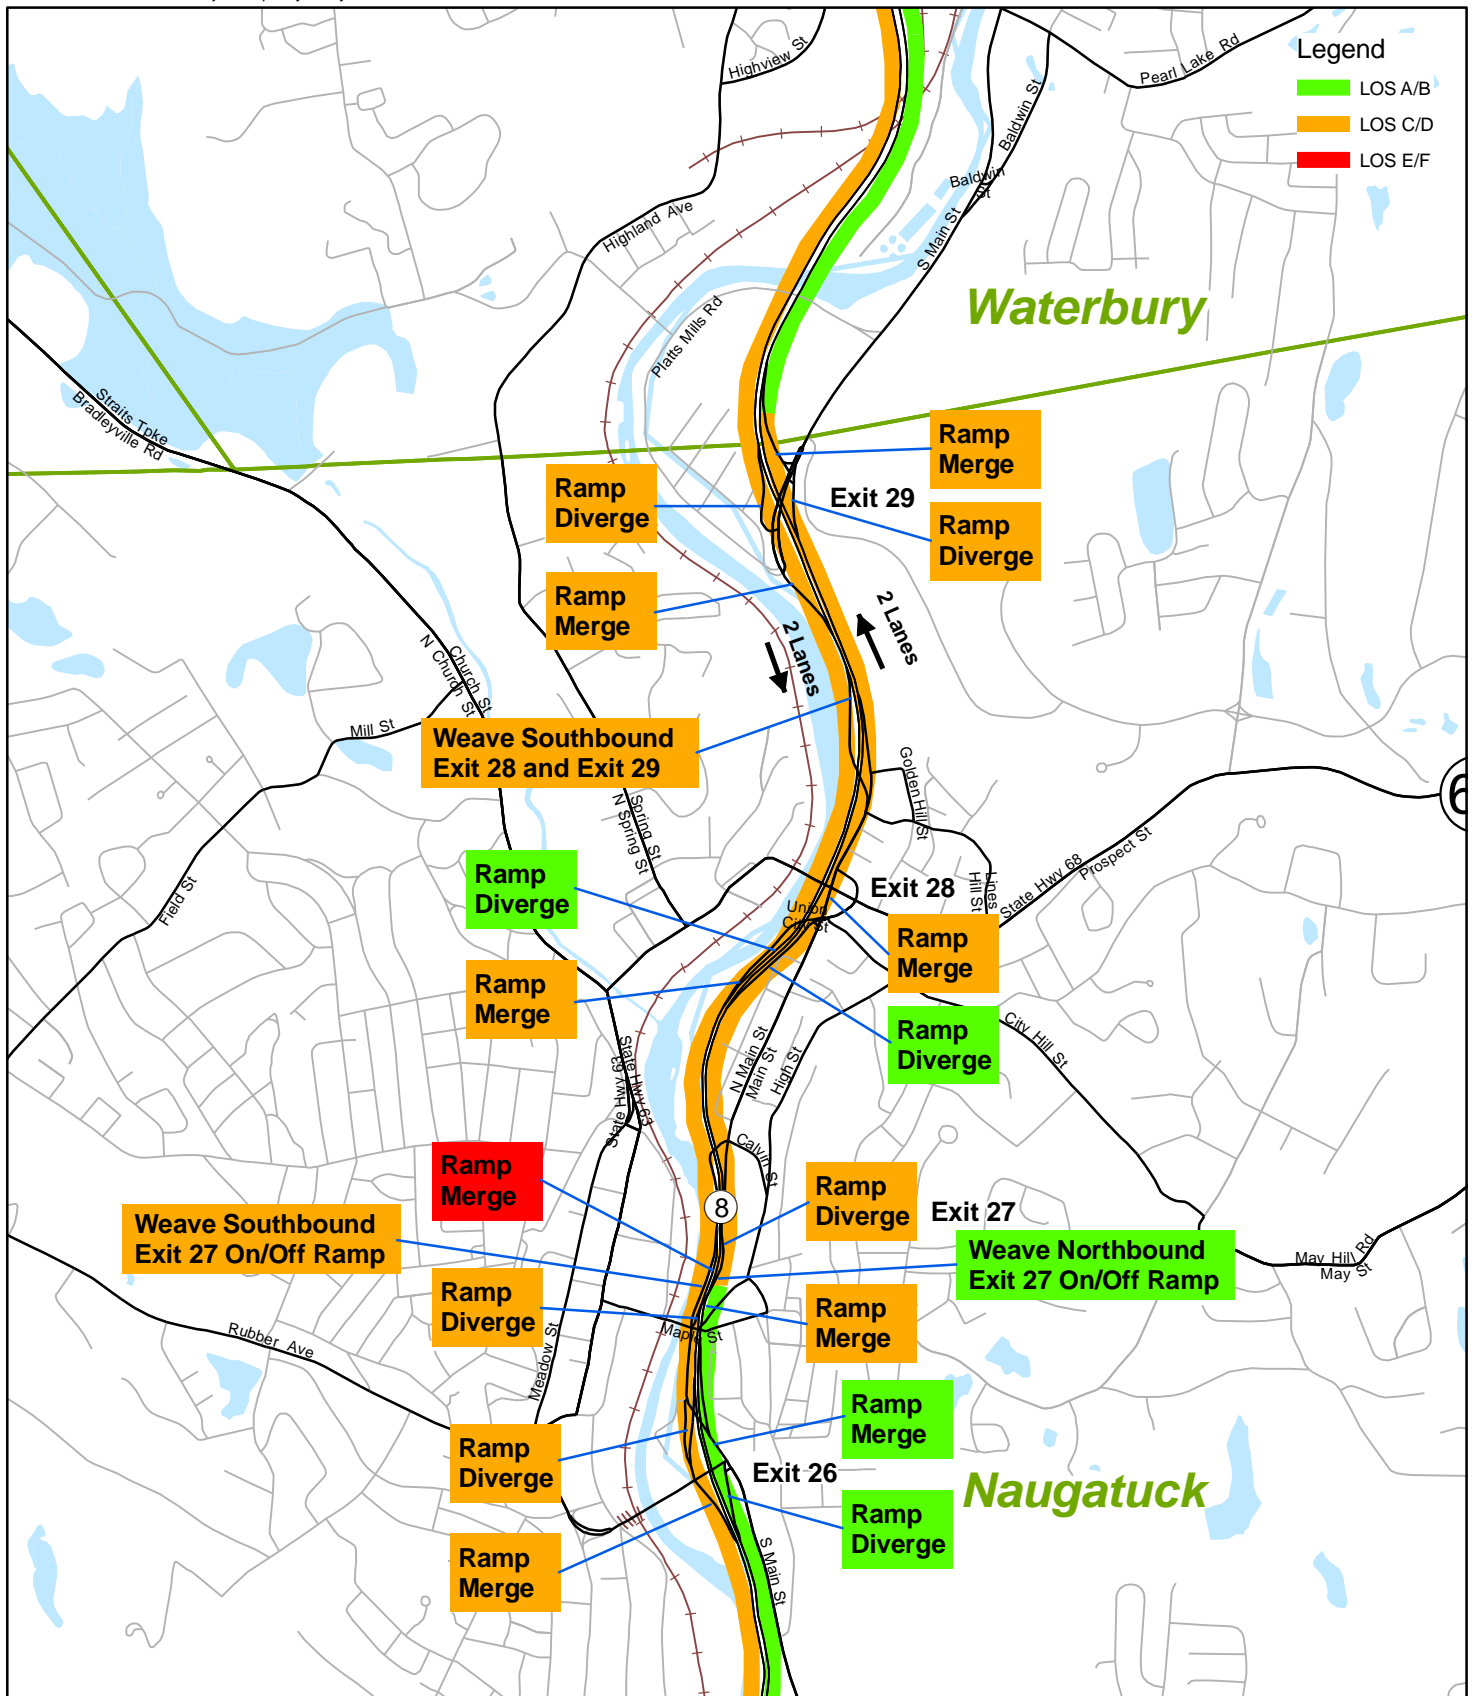 Legend
LOS A/B
LOS C/D
LOS E/F
Highview St
Pearl Lake Rd
Baldwin St
Baldwin
St
S Main St
Highland Ave
Platts Mills Rd
Waterbury
Straits Tpke
Bradleyville Rd
Ramp
Merge
Ramp
Diverge
Exit 29
Ramp
Diverge
Ramp
Merge
2 Lanes
2 Lanes
N Church St
Church St
Mill St
Weave Southbound
Exit 28 and Exit 29
Golden Hill St
6
N Spring St
Spring St
State Hwy 68
Prospect St
Lines
Hill St
Field St
Ramp
Diverge
Exit 28
Union
City St
Ramp
Merge
Ramp
Merge
Ramp
Diverge
City Hill St
N Main St
Main St
High St
State Hwy 63
State Hwy 63
Calvin St
Ramp
Merge
Ramp
Diverge
8
Exit 27
Weave Southbound
Exit 27 On/Off Ramp
Weave Northbound
Exit 27 On/Off Ramp
May Hill Rd
May St
Ramp
Diverge
Ramp
Merge
Rubber Ave
Maple St
Meadow St
Ramp
Merge
Ramp
Diverge
Exit 26
Naugatuck
Ramp
Diverge
Ramp
Merge
S Main St